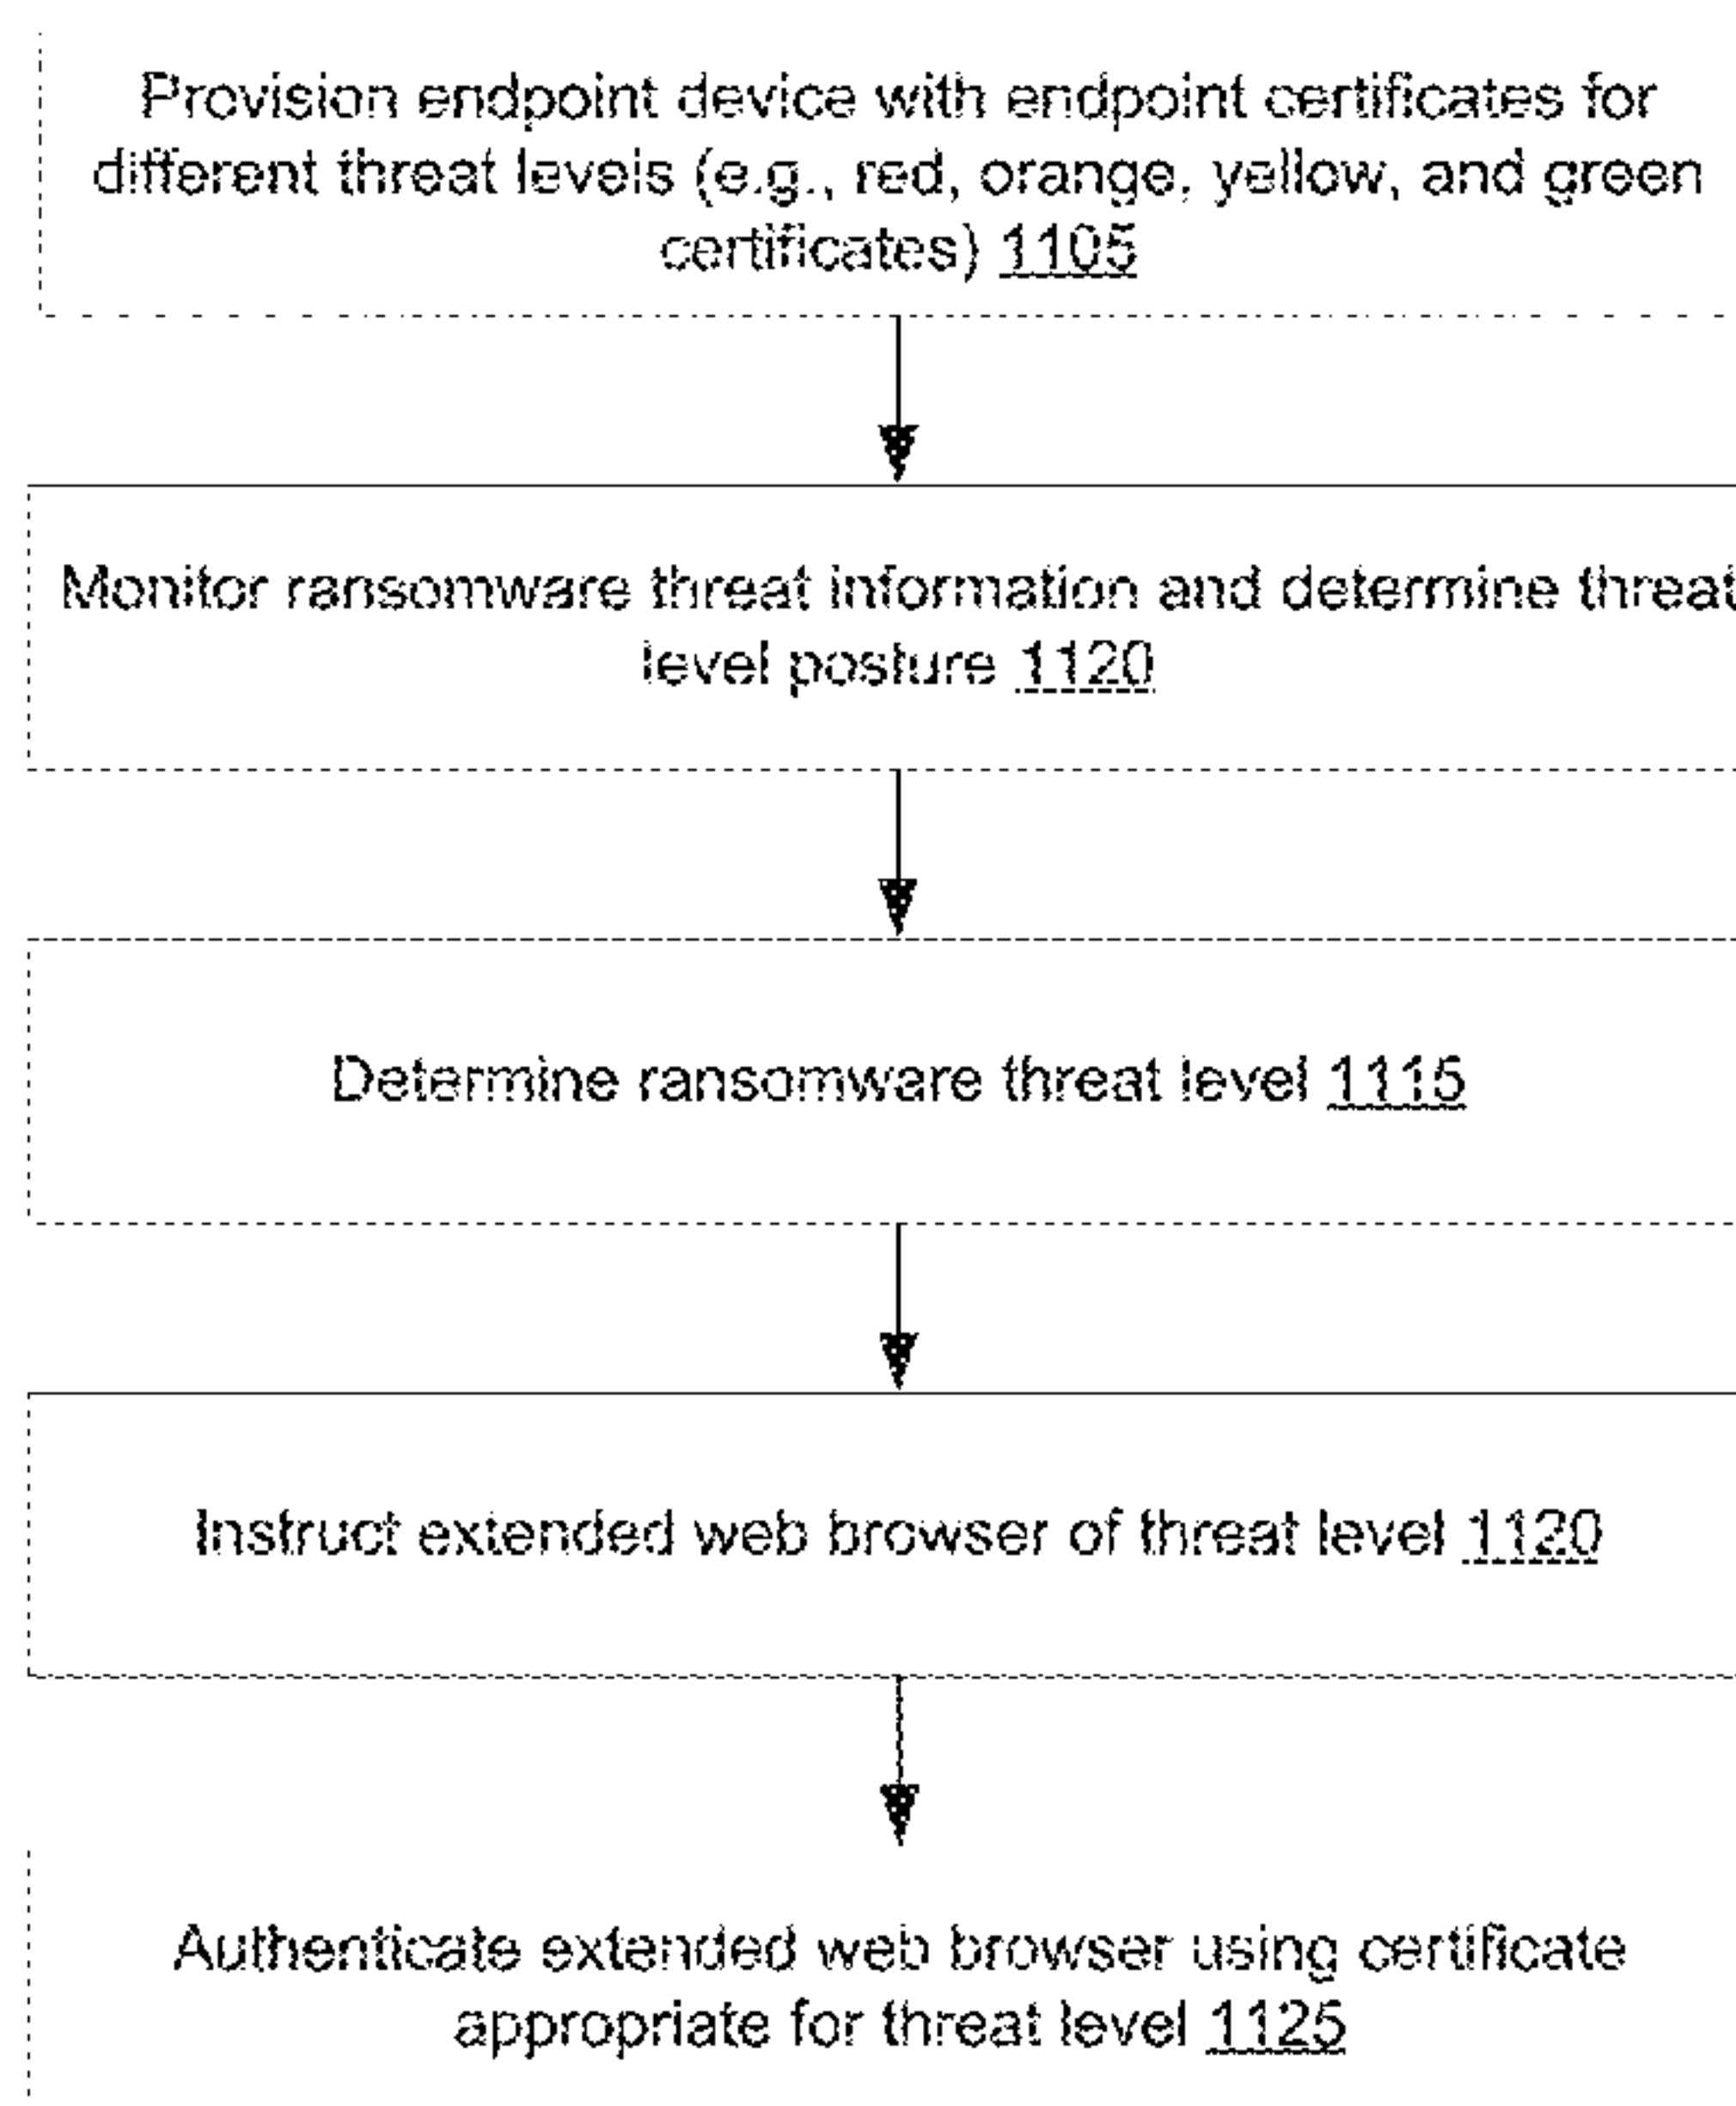 Provision endpoint device with endpoint certificates for
different threat levels (e.g., red, orange, yellow, and green
certificates) 1105
Monitor ransomware threat information and determine threat
level posture 1120
Determine ransomware threat level 1115
Instruct extended web browser of threat level 1120
Authenticate extended web browser using certificate
appropriate for threat level 1125